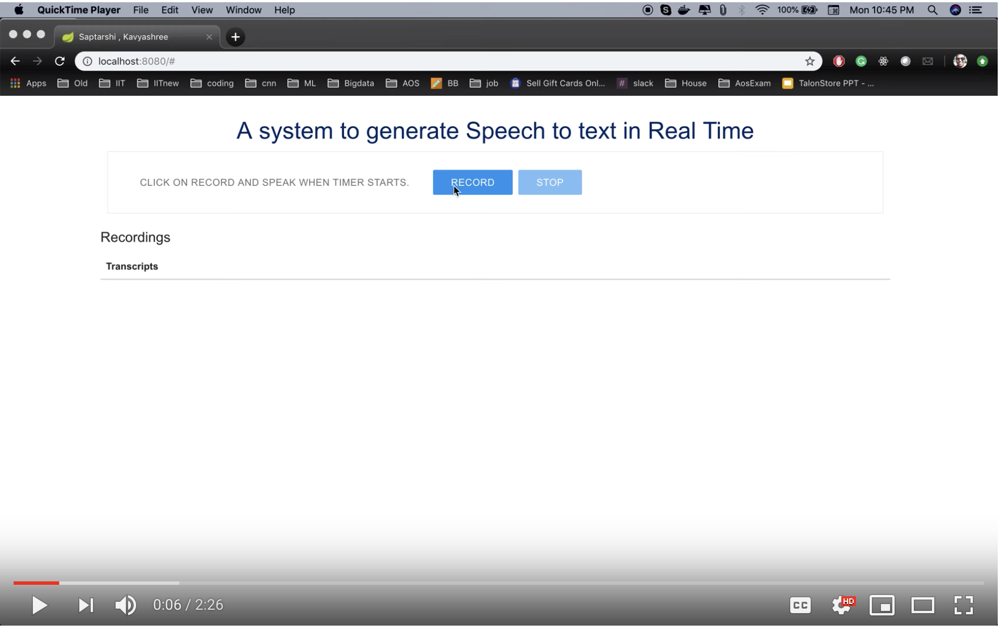 QuickTime Player File Edit View Window Help 100% Mon 10:45 PM
Saptarshi , Kavyashree
localhost:8080/#
Apps Old IIT IITnew coding cnn ML Bigdata AOS BB job Sell Gift Cards Onl... # slack House AosExam TalonStore PPT - ...
A system to generate Speech to text in Real Time
CLICK ON RECORD AND SPEAK WHEN TIMER STARTS. RECORD STOP
Recordings
Transcripts
0:06 / 2:26 CC HD